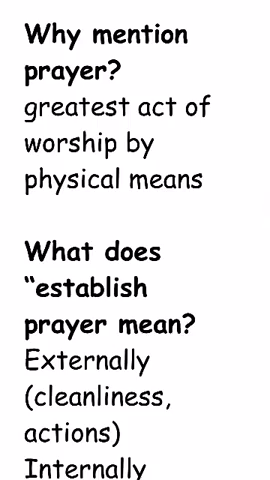 Why mention
prayer?
greatest act of
worship by
physical means
What does
“establish
prayer mean?
Externally
(cleanliness,
actions)
Internally